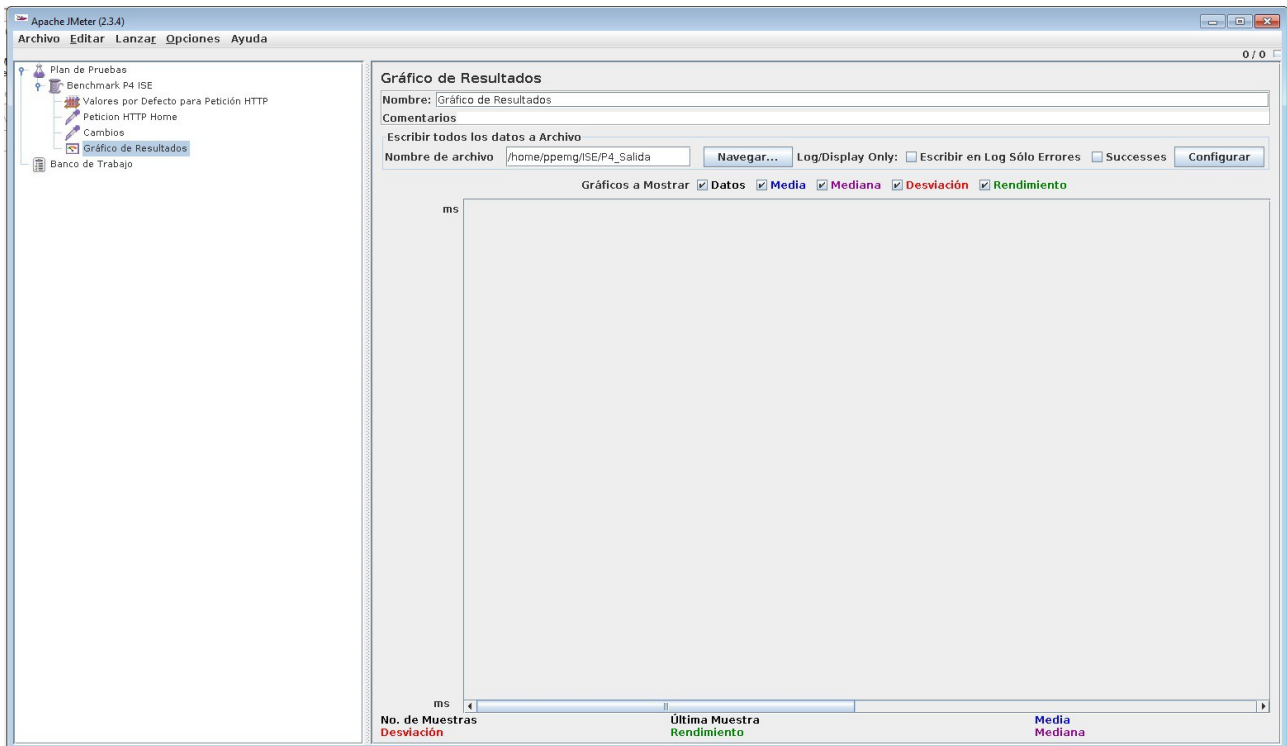 Apache JMeter (2.3.4)
Archivo Editar Lanzar Opciones Ayuda
0 / 0
Plan de Pruebas
Benchmark P4 ISE
Valores por Defecto para Petición HTTP
Peticion HTTP Home
Cambios
Gráfico de Resultados
Banco de Trabajo
Gráfico de Resultados
Nombre: Gráfico de Resultados
Comentarios
Escribir todos los datos a Archivo
Nombre de archivo /home/ppemg/ISE/P4_Salida Navegar... Log/Display Only: Escribir en Log Sólo Errores Successes Configurar
Gráficos a Mostrar Datos Media Mediana Desviación Rendimiento
ms
ms
No. de Muestras Última Muestra Media
Desviación Rendimiento Mediana